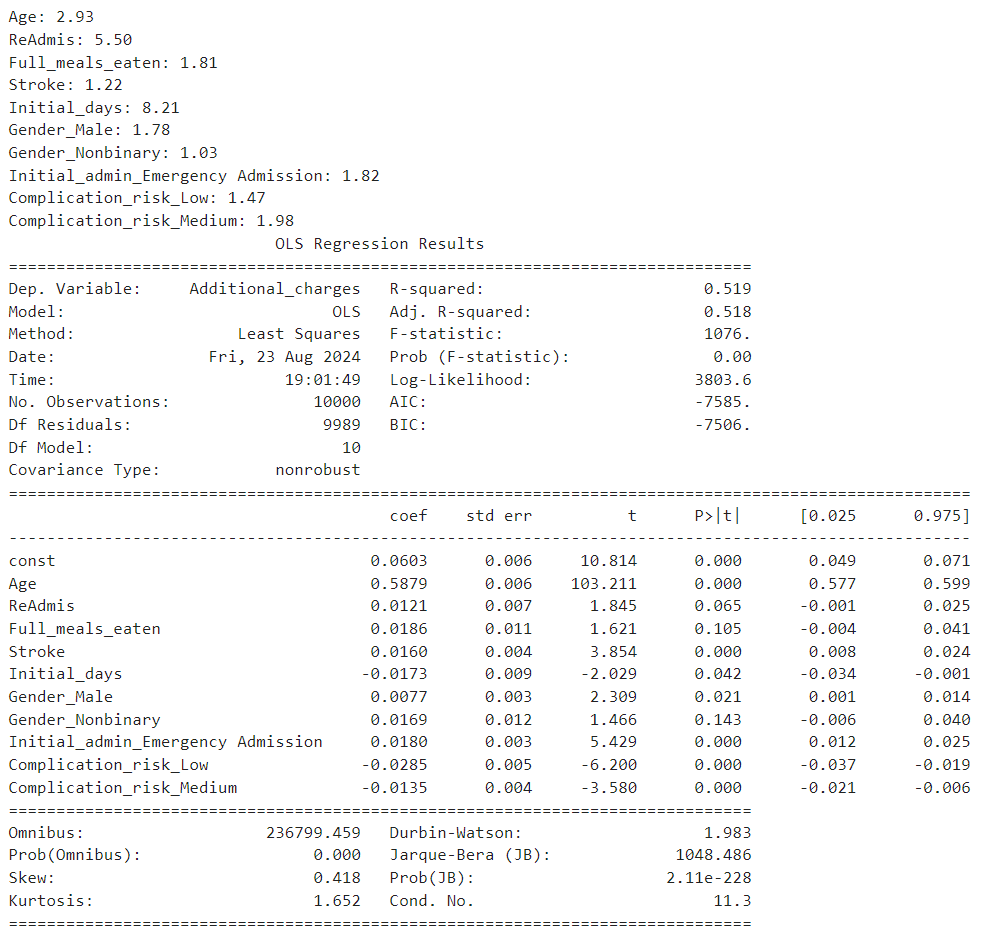 Age: 2.93
ReAdmis: 5.50
Full_meals_eaten: 1.81
Stroke: 1.22
Initial_days: 8.21
Gender_Male: 1.78
Gender_Nonbinary: 1.03
Initial_admin_Emergency Admission: 1.82
Complication_risk_Low: 1.47
Complication_risk_Medium: 1.98
                            OLS Regression Results
==============================================================================
Dep. Variable:     Additional_charges   R-squared:                       0.519
Model:                            OLS   Adj. R-squared:                  0.518
Method:                 Least Squares   F-statistic:                     1076.
Date:                Fri, 23 Aug 2024   Prob (F-statistic):               0.00
Time:                        19:01:49   Log-Likelihood:                 3803.6
No. Observations:               10000   AIC:                            -7585.
Df Residuals:                    9989   BIC:                            -7506.
Df Model:                          10
Covariance Type:            nonrobust
=====================================================================================================
                                        coef    std err          t      P>|t|      [0.025      0.975]
-----------------------------------------------------------------------------------------------------
const                                 0.0603      0.006     10.814      0.000       0.049       0.071
Age                                   0.5879      0.006    103.211      0.000       0.577       0.599
ReAdmis                               0.0121      0.007      1.845      0.065      -0.001       0.025
Full_meals_eaten                      0.0186      0.011      1.621      0.105      -0.004       0.041
Stroke                                0.0160      0.004      3.854      0.000       0.008       0.024
Initial_days                         -0.0173      0.009     -2.029      0.042      -0.034      -0.001
Gender_Male                           0.0077      0.003      2.309      0.021       0.001       0.014
Gender_Nonbinary                      0.0169      0.012      1.466      0.143      -0.006       0.040
Initial_admin_Emergency Admission     0.0180      0.003      5.429      0.000       0.012       0.025
Complication_risk_Low                -0.0285      0.005     -6.200      0.000      -0.037      -0.019
Complication_risk_Medium             -0.0135      0.004     -3.580      0.000      -0.021      -0.006
==============================================================================
Omnibus:                   236799.459   Durbin-Watson:                   1.983
Prob(Omnibus):                  0.000   Jarque-Bera (JB):             1048.486
Skew:                           0.418   Prob(JB):                    2.11e-228
Kurtosis:                       1.652   Cond. No.                         11.3
==============================================================================